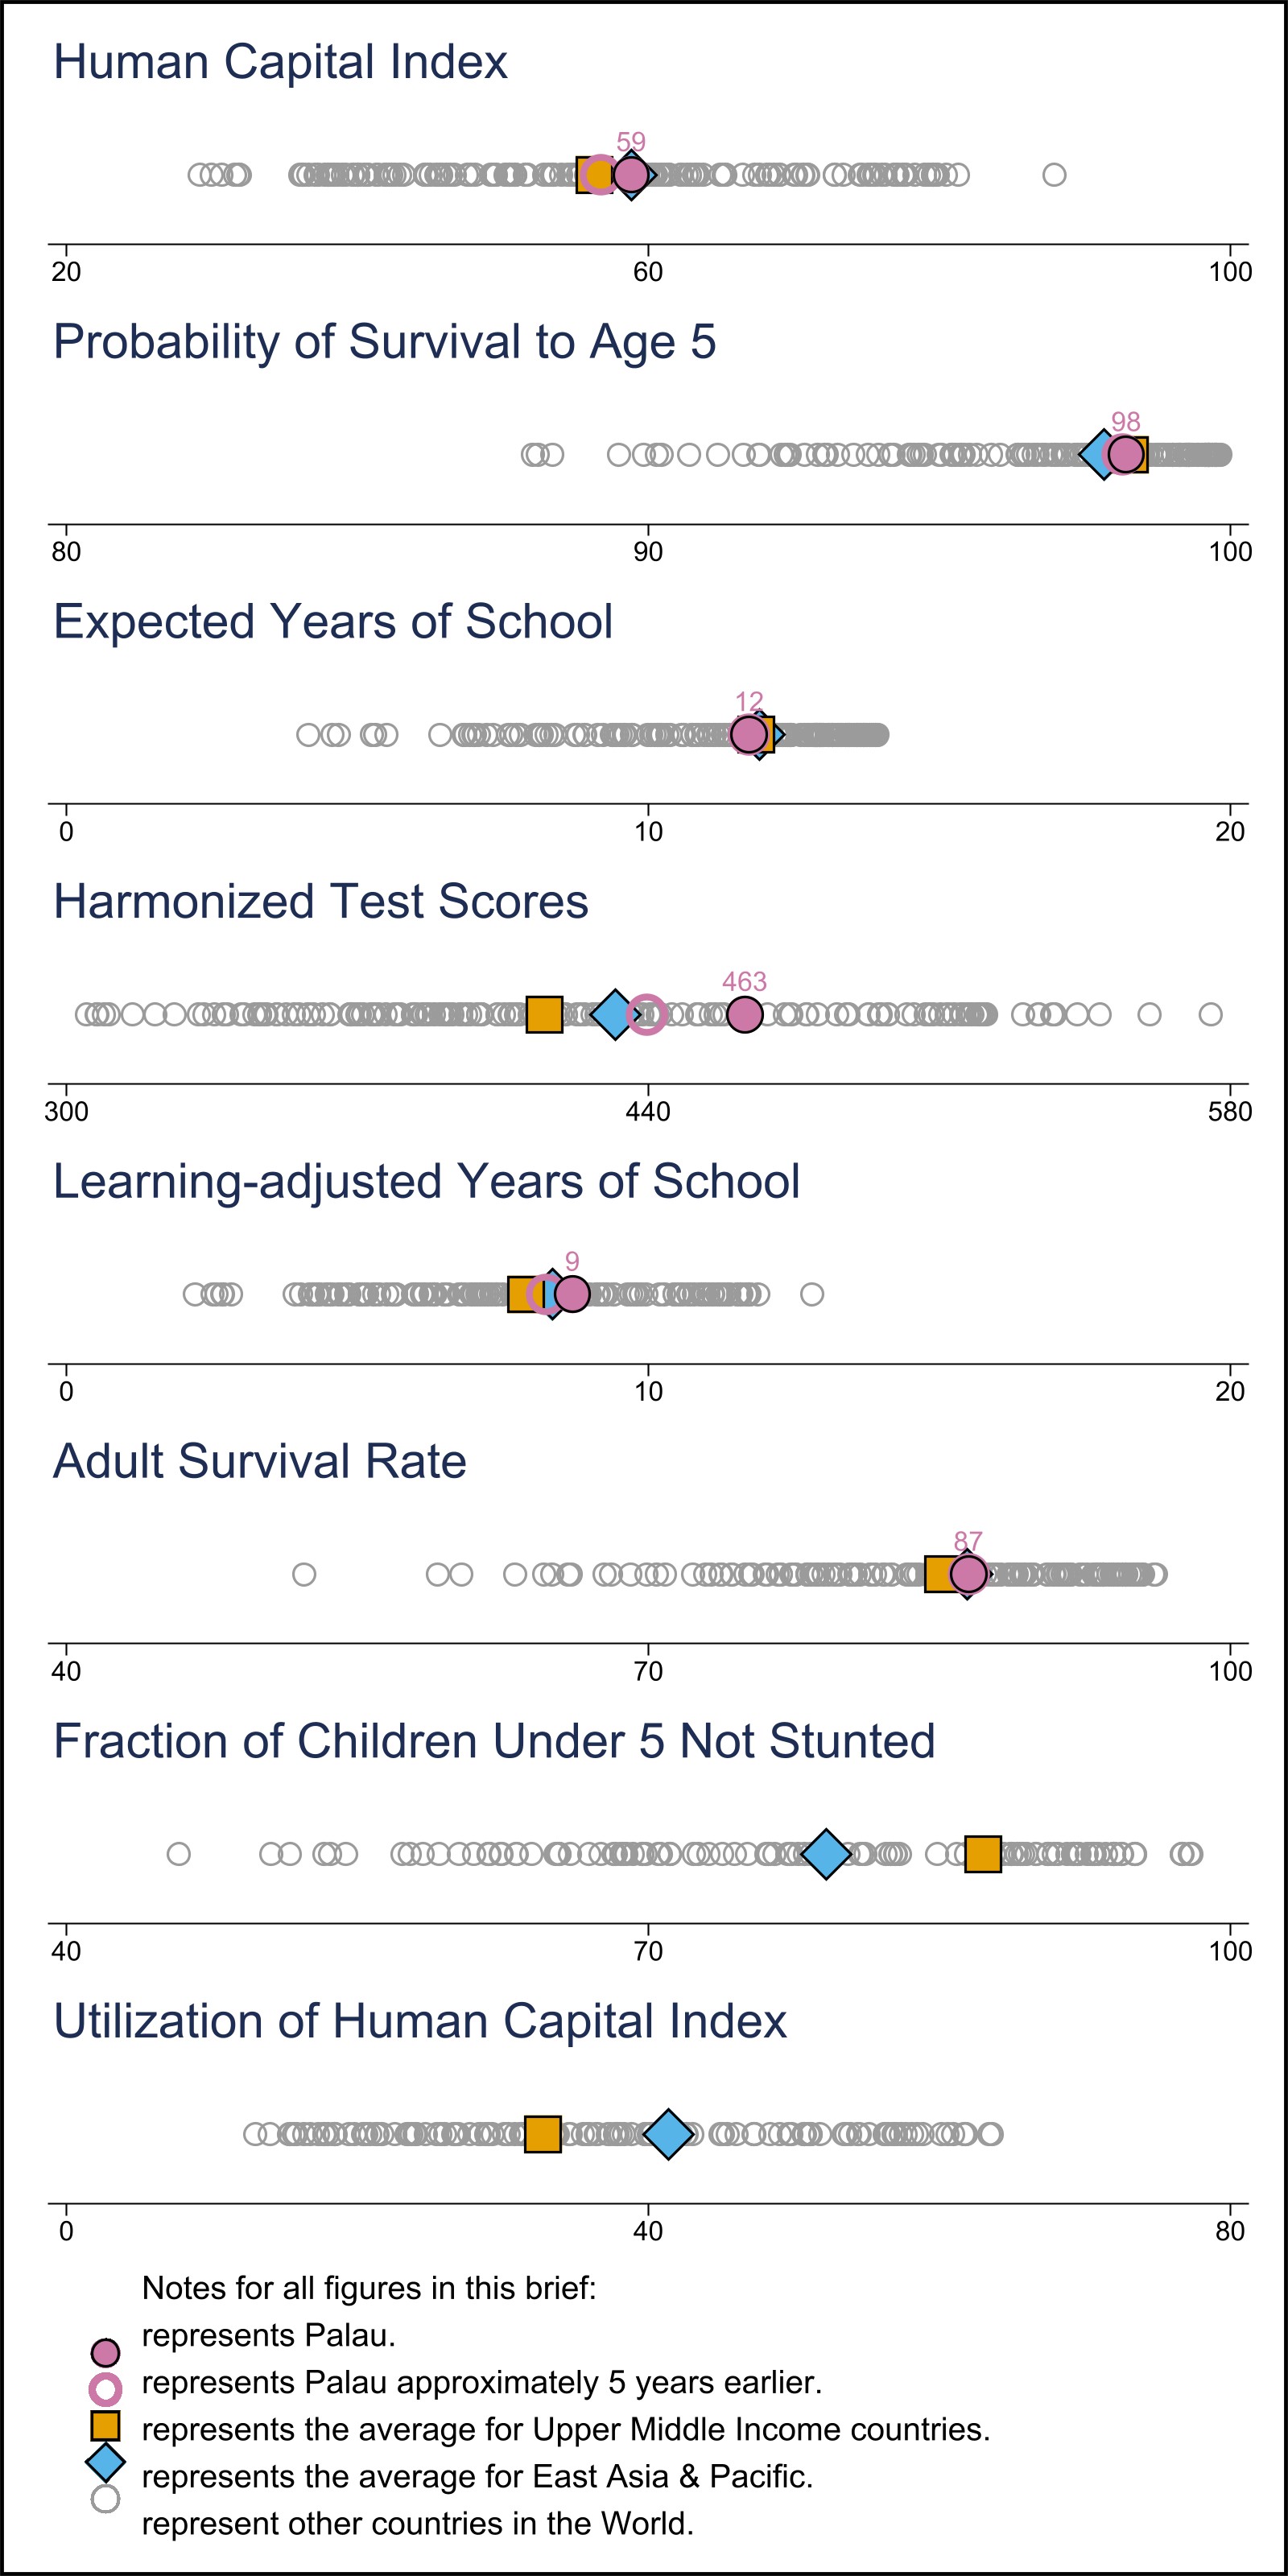 Human Capital Index
59
20 60 100
Probability of Survival to Age 5
98
80 90 100
Expected Years of School
12
0 10 20
Harmonized Test Scores
463
300 440 580
Learning-adjusted Years of School
9
0 10 20
Adult Survival Rate
87
40 70 100
Fraction of Children Under 5 Not Stunted
40 70 100
Utilization of Human Capital Index
0 40 80
Notes for all figures in this brief:
represents Palau.
represents Palau approximately 5 years earlier.
represents the average for Upper Middle Income countries.
represents the average for East Asia & Pacific.
represent other countries in the World.